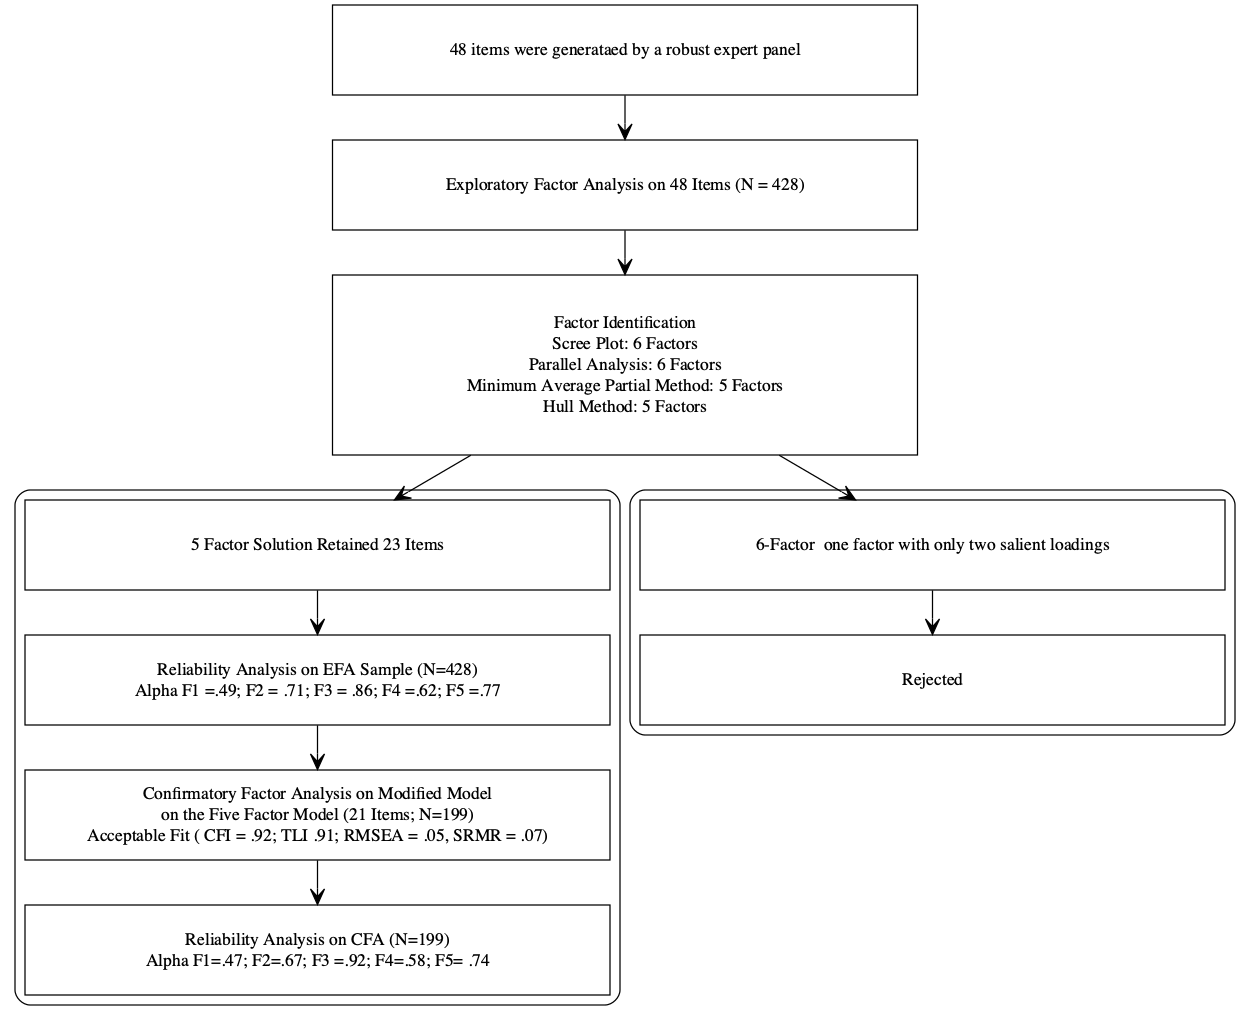 48 items were generataed by a robust expert panel
Exploratory Factor Analysis on 48 Items (N = 428)
Factor Identification
Scree Plot: 6 Factors
Parallel Analysis: 6 Factors
Minimum Average Partial Method: 5 Factors
Hull Method: 5 Factors
5 Factor Solution Retained 23 Items
Reliability Analysis on EFA Sample (N=428)
Alpha F1 =.49; F2 = .71; F3 = .86; F4 =.62; F5 =.77
Confirmatory Factor Analysis on Modified Model
on the Five Factor Model (21 Items; N=199)
Acceptable Fit ( CFI = .92; TLI .91; RMSEA = .05, SRMR = .07)
Reliability Analysis on CFA (N=199)
Alpha F1=.47; F2=.67; F3 =.92; F4=.58; F5= .74
6-Factor  one factor with only two salient loadings
Rejected